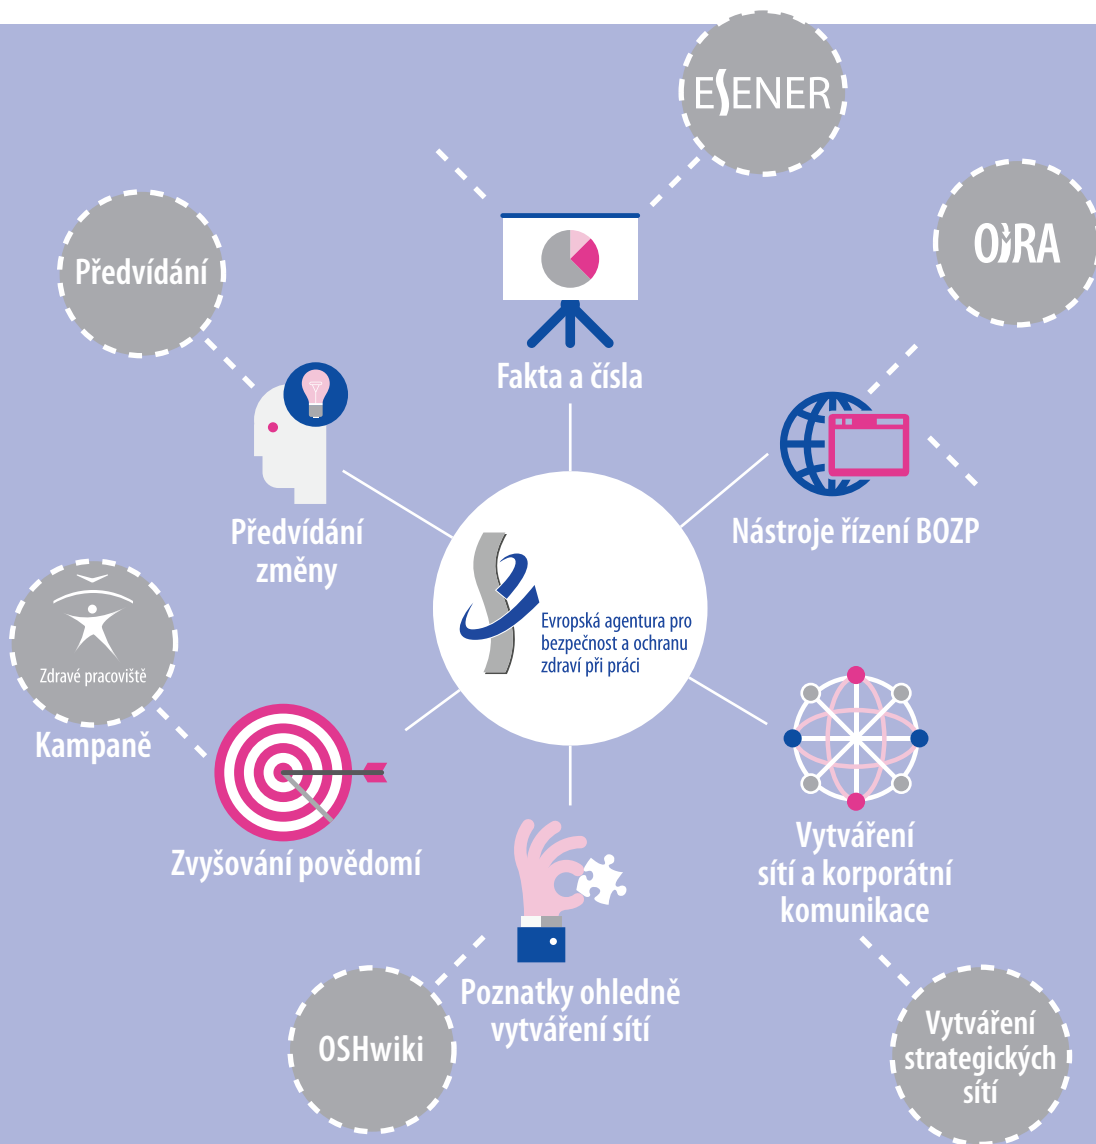 ESENER
OiRA
Předvídání
Fakta a čísla
Nástroje řízení BOZP
Předvídání
změny
Evropská agentura pro
bezpečnost a ochranu
zdraví při práci
Zdravé pracoviště
Kampaně
Zvyšování povědomí
Vytváření
sítí a korporátní
komunikace
Poznatky ohledně
vytváření sítí
OSHwiki
Vytváření
strategických
sítí